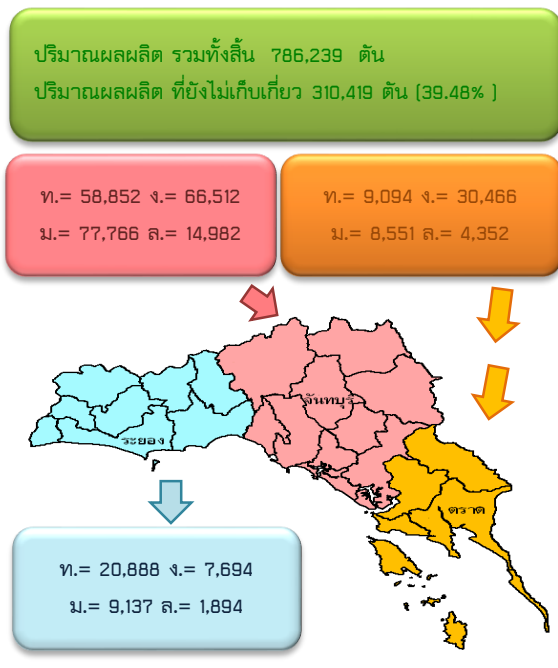 ปริมาณผลผลิต รวมทั้งสิ้น 786,239 ตัน
ปริมาณผลผลิต ที่ยังไม่เก็บเกี่ยว 310,419 ตัน (39.48% )
ท.= 58,852 ง.= 66,512
ม.= 77,766 ล.= 14,982
ท.= 9,094 ง.= 30,466
ม.= 8,551 ล.= 4,352
จันทบุรี
ระยอง
ตราด
ท.= 20,888 ง.= 7,694
ม.= 9,137 ล.= 1,894